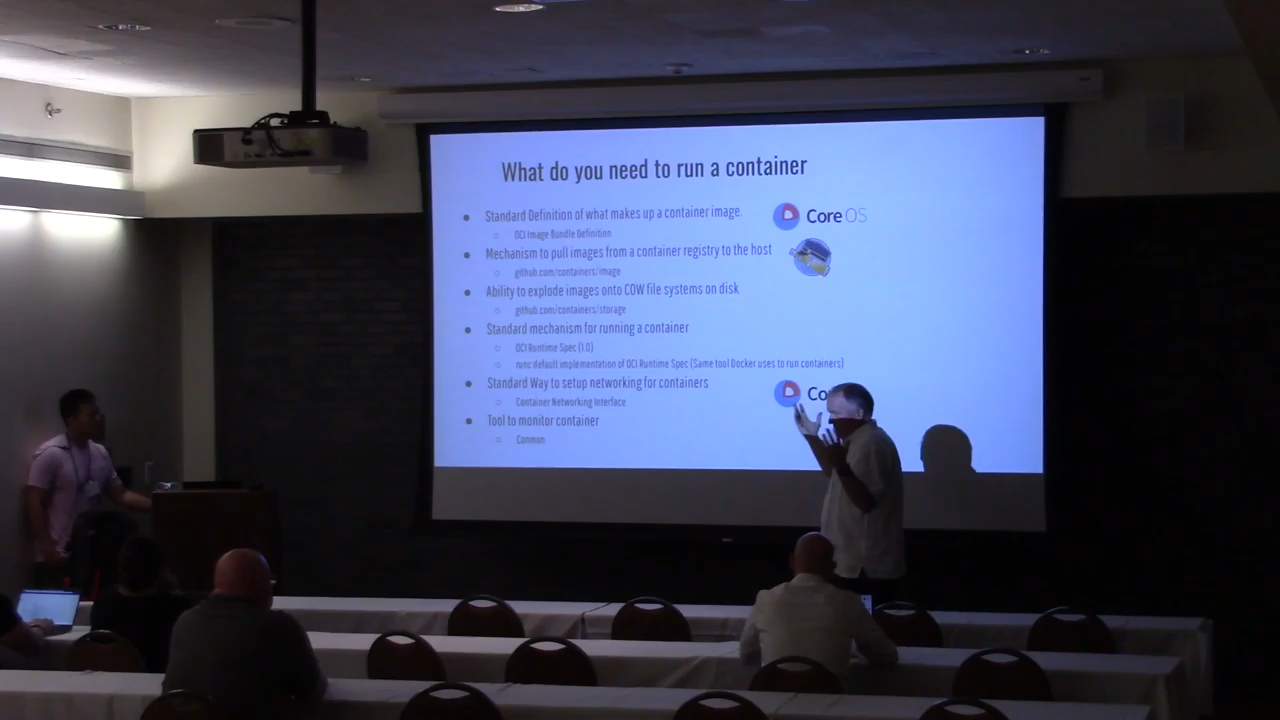 What do you need to run a container
● Standard Definition of what makes up a container image.
○ OCI Image Bundle Definition
CoreOS
● Mechanism to pull images from a container registry to the host
○ github.com/containers/image
● Ability to explode images onto COW file systems on disk
○ github.com/containers/storage
● Standard mechanism for running a container
○ OCI Runtime Spec (1.0)
○ runc default implementation of OCI Runtime Spec (Same tool Docker uses to run containers)
● Standard Way to setup networking for containers
○ Container Networking Interface
Co
● Tool to monitor container
○ Conmon